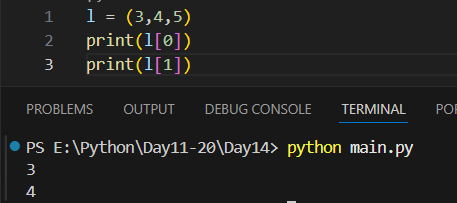 1 l = (3,4,5)
2 print(l[0])
3 print(l[1])
PROBLEMS OUTPUT DEBUG CONSOLE TERMINAL
PS E:\Python\Day11-20\Day14> python main.py
3
4